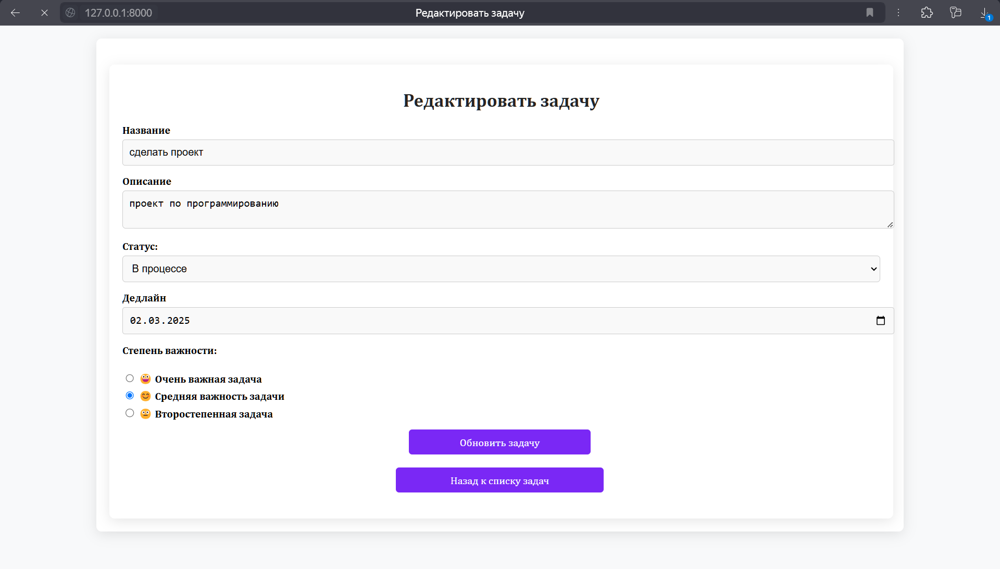 127.0.0.1:8000
Редактировать задачу
1
Редактировать задачу
Название
сделать проект
Описание
проект по программированию
Статус:
В процессе
Дедлайн
02.03.2025
Степень важности:
😀 Очень важная задача
😊 Средняя важность задачи
😐 Второстепенная задача
Обновить задачу
Назад к списку задач